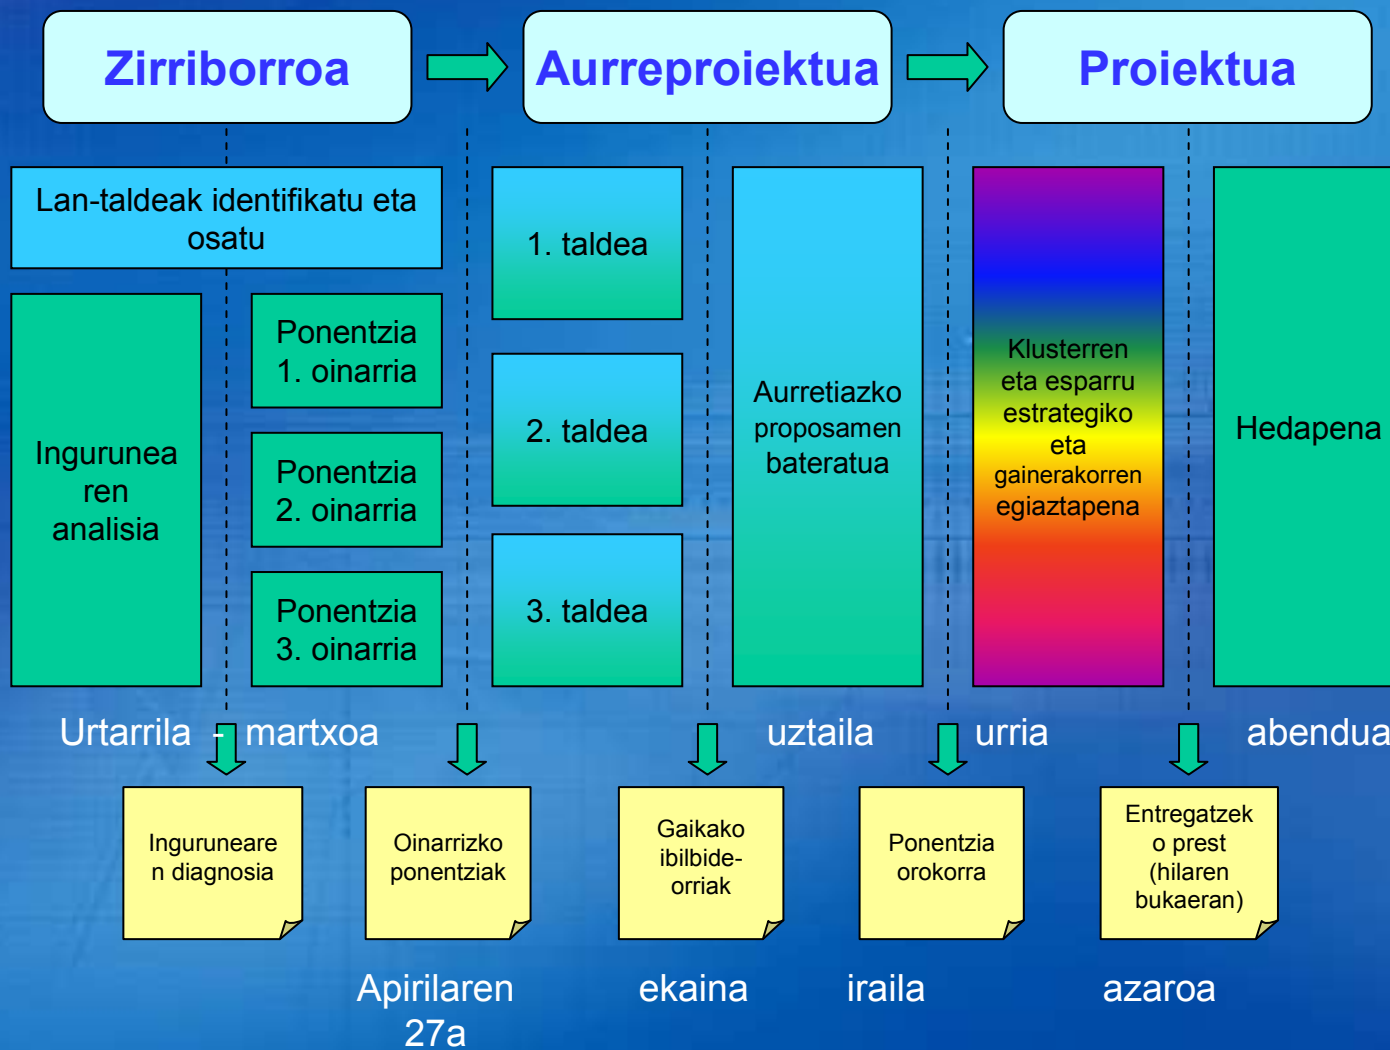 Zirriborroa
Aurreproiektua
Proiektua
Lan-taldeak identifikatu eta
osatu
Ingurunea
ren
analisia
Ponentzia
1. oinarria
Ponentzia
2. oinarria
Ponentzia
3. oinarria
1. taldea
2. taldea
3. taldea
Aurretiazko
proposamen
bateratua
Klusterren
eta esparru
estrategiko
eta
gainerakorren
egiaztapena
Hedapena
Urtarrila - martxoa
uztaila
urria
abendua
Inguruneare
n diagnosia
Oinarrizko
ponentziak
Gaikako
ibilbide-
orriak
Ponentzia
orokorra
Entregatzek
o prest
(hilaren
bukaeran)
Apirilaren
27a
ekaina
iraila
azaroa